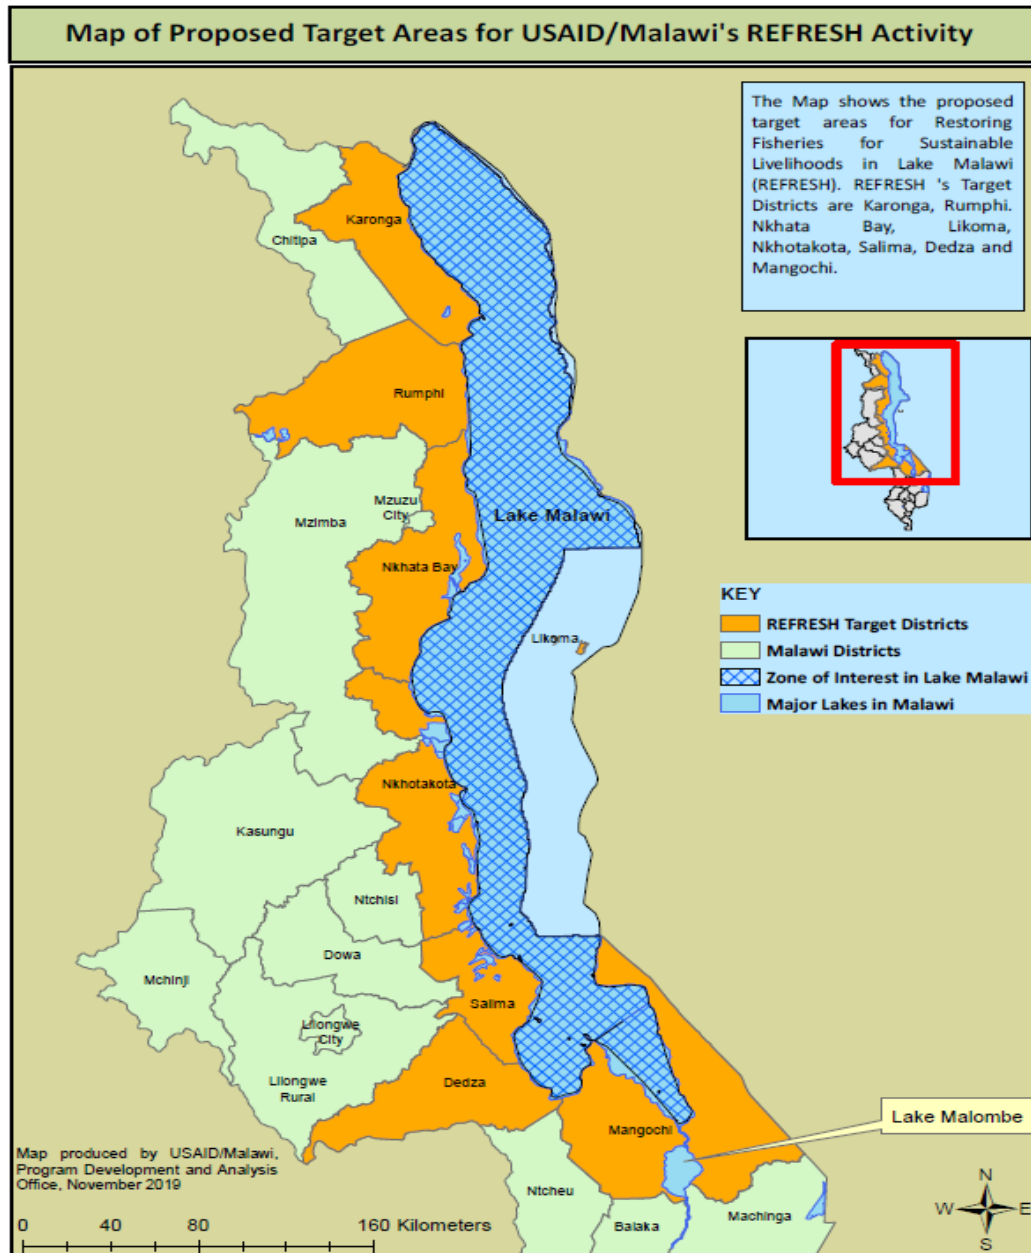 Map of Proposed Target Areas for USAID/Malawi's REFRESH Activity
The Map shows the proposed
target areas for Restoring
Fisheries for Sustainable
Livelihoods in Lake Malawi
(REFRESH). REFRESH 's Target
Districts are Karonga, Rumphi.
Nkhata Bay, Likoma,
Nkhotakota, Salima, Dedza and
Mangochi.
Karonga
Chitipa
Rumphi
Mzuzu
City
Mzimba
Lake Malawi
Nkhata Bay
Likoma
KEY
REFRESH Target Districts
Malawi Districts
Zone of Interest in Lake Malawi
Major Lakes in Malawi
Nkhotakota
Kasungu
Ntchisi
Dowa
Mchinji
Salima
Lilongwe
City
Lilongwe
Rural
Dedza
Mangochi
Lake Malombe
Map produced by USAID/Malawi,
Program Development and Analysis
Office, November 2019
Ntcheu
Balaka
Machinga
N
W E
S
0 40 80 160 Kilometers